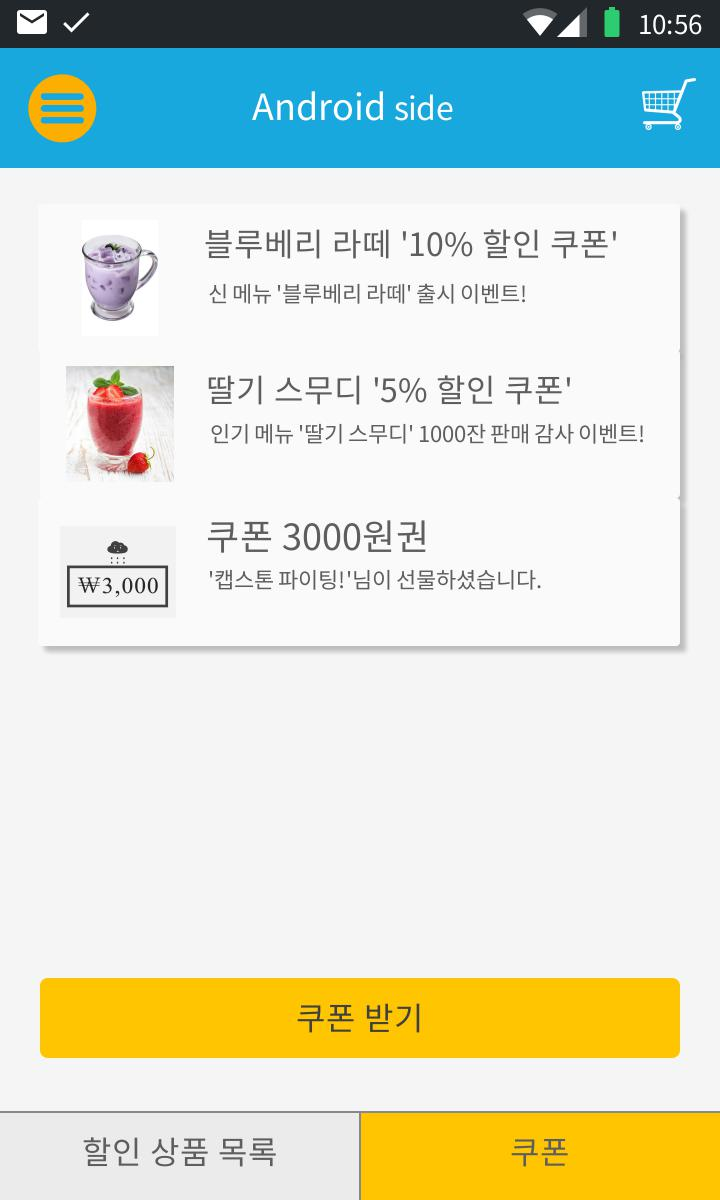 10:56
Android side
블루베리 라떼 '10% 할인 쿠폰'
신 메뉴 '블루베리 라떼' 출시 이벤트!
딸기 스무디 '5% 할인 쿠폰'
인기 메뉴 '딸기 스무디' 1000잔 판매 감사 이벤트!
쿠폰 3000원권
₩3,000
'캡스톤 파이팅!'님이 선물하셨습니다.
쿠폰 받기
할인 상품 목록
쿠폰